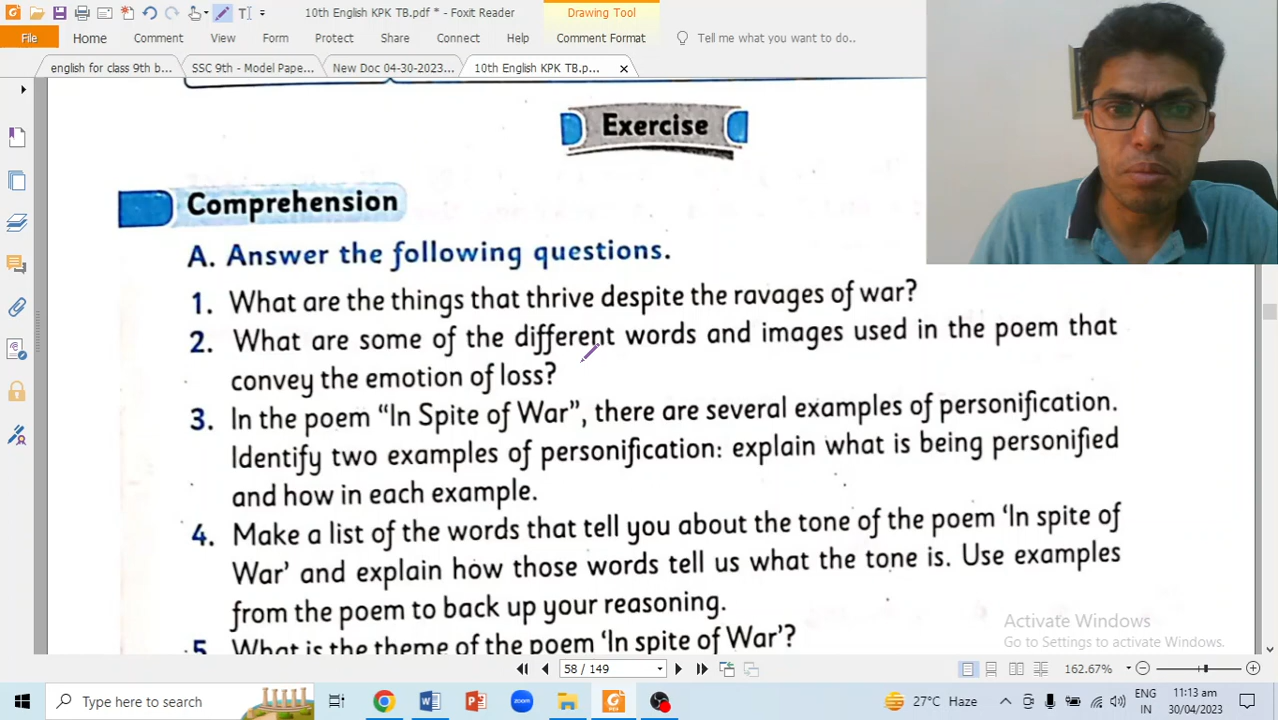 10th English KPK TB.pdf * - Foxit Reader
Drawing Tool
File
Home
Comment
View
Form
Protect
Share
Connect
Help
Comment Format
Tell me what you want to do..
english for class 9th b...
SSC 9th - Model Pape...
New Doc 04-30-2023...
10th English KPK TB.p...
Exercise
Comprehension
A. Answer the following questions.
1. What are the things that thrive despite the ravages of war?
2. What are some of the different words and images used in the poem that
convey the emotion of loss?
3. In the poem “In Spite of War”, there are several examples of personification.
Identify two examples of personification: explain what is being personified
and how in each example.
4. Make a list of the words that tell you about the tone of the poem ‘In spite of
War’ and explain how those words tell us what the tone is. Use examples
from the poem to back up your reasoning.
5. What is the theme of the poem ‘In spite of War’?
Activate Windows
Go to Settings to activate Windows.
58 / 149
162.67%
Type here to search
27°C Haze
ENG
IN
11:13 am
30/04/2023